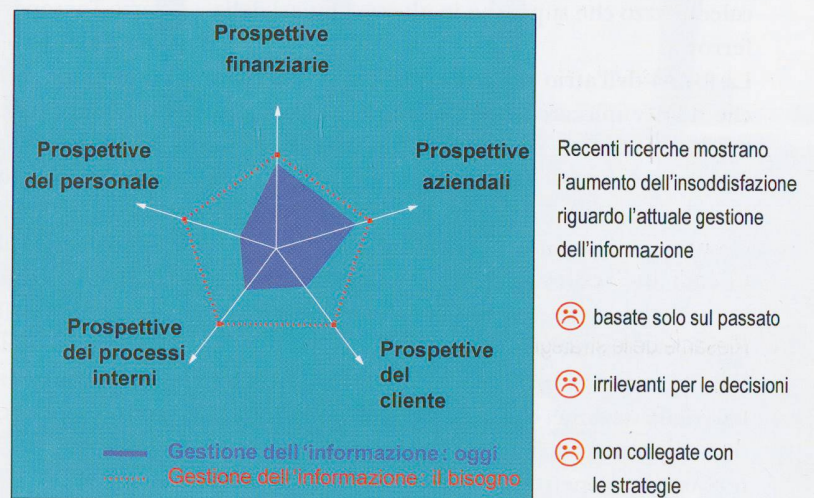 Prospettive
finanziarie
Prospettive
del personale
Prospettive
aziendali
Prospettive
dei processi
interni
Prospettive
del
cliente
Gestione dell'informazione: oggi
Gestione dell'informazione: il bisogno
Recenti ricerche mostrano
l'aumento dell'insoddisfazione
riguardo l'attuale gestione
dell'informazione
basate solo sul passato
irrilevanti per le decisioni
non collegate con
le strategie